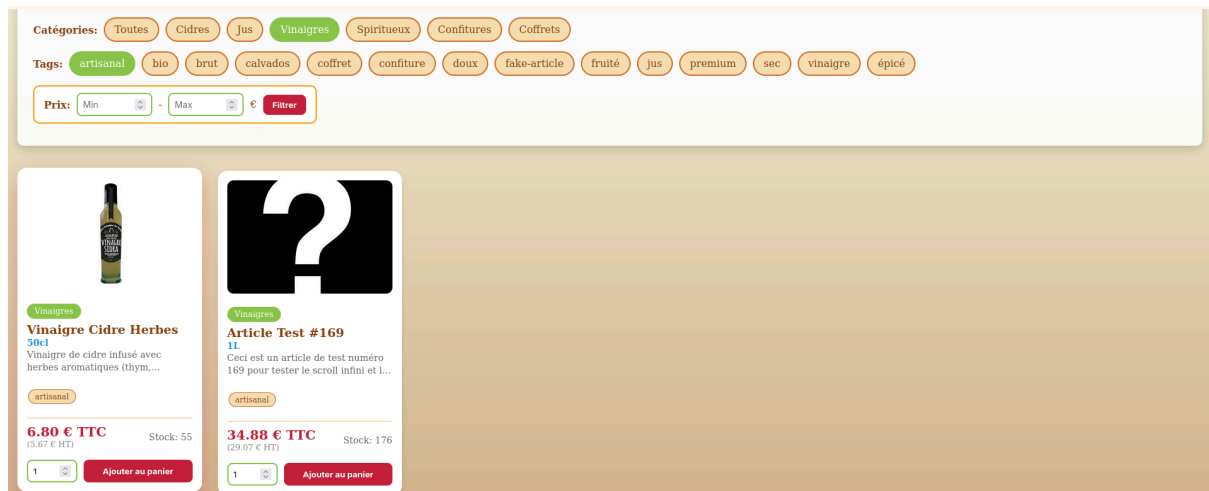 Catégories: Toutes Cidres Jus Vinaigres Spiritueux Confitures Coffrets
Tags: artisanal bio brut calvados coffret confiture doux fake-article fruité jus premium sec vinaigre épicé
Prix: Min - Max € Filtrer
VINAIGRE
SIDRA
Vinaigres
Vinaigre Cidre Herbes
50cl
Vinaigre de cidre infusé avec
herbes aromatiques (thym,...
artisanal
6.80 € TTC
(5.67 € HT)
Stock: 55
1
Ajouter au panier
?
Vinaigres
Article Test #169
1L
Ceci est un article de test numéro
169 pour tester le scroll infini et l...
artisanal
34.88 € TTC
(29.07 € HT)
Stock: 176
1
Ajouter au panier